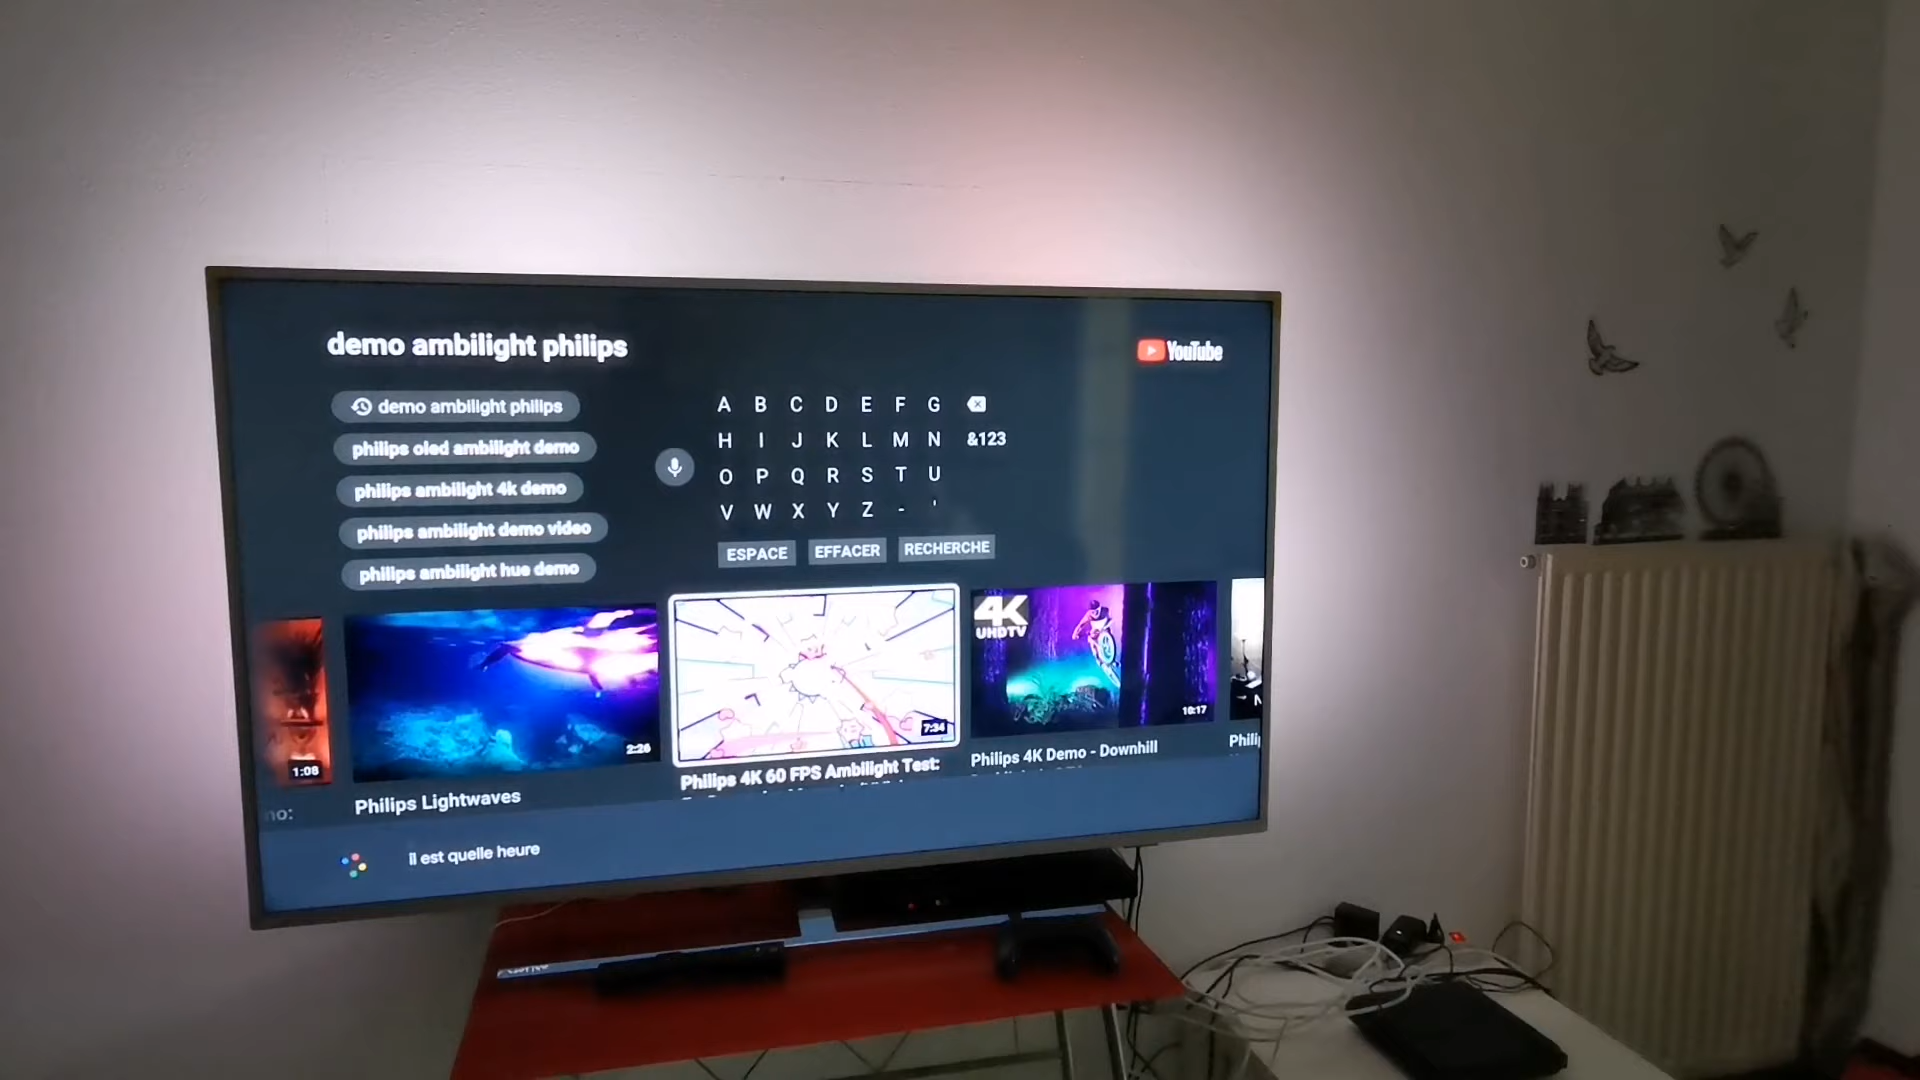 demo ambilight philips
YouTube
demo ambilight philips
philips oled ambilight demo
philips ambilight 4k demo
philips ambilight demo video
philips ambilight hue demo
A B C D E F G
H I J K L M N &123
O P Q R S T U
V W X Y Z - '
ESPACE EFFACER RECHERCHE
4K
UHDTV
1:08
2:26
7:34
10:17
no:
Philips Lightwaves
Philips 4K 60 FPS Ambilight Test:
Philips 4K Demo - Downhill
Il est quelle heure